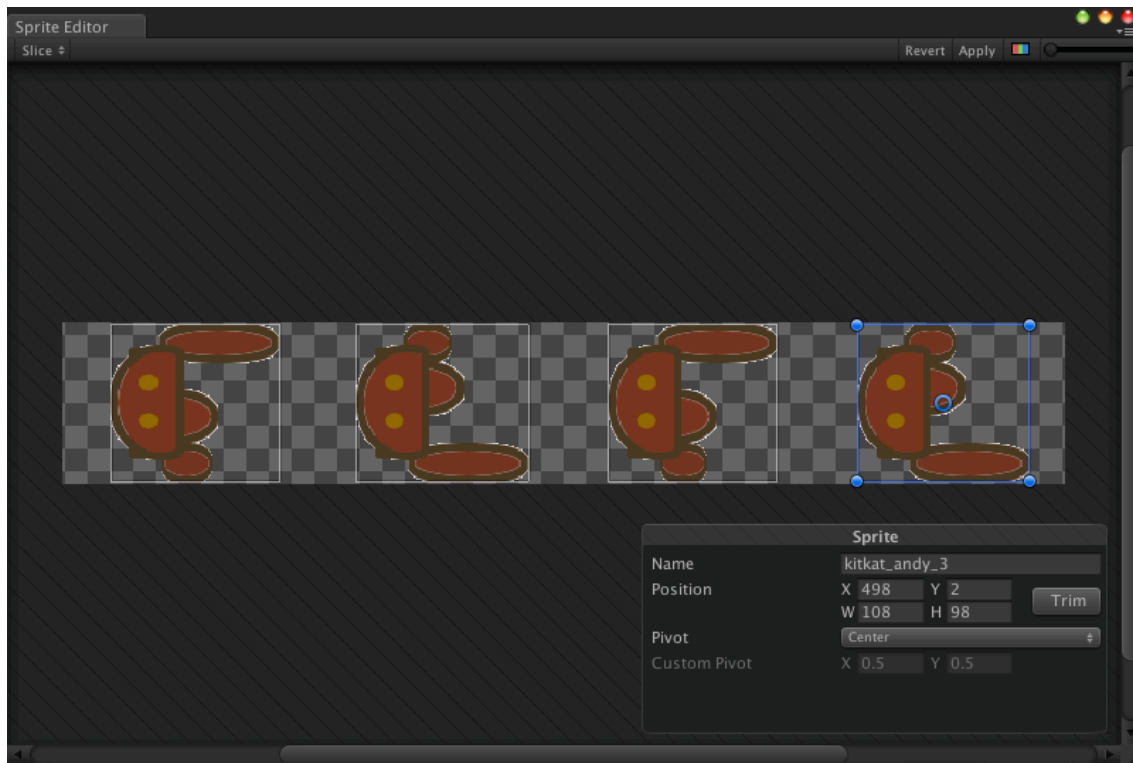 Sprite Editor
Slice
Revert Apply
Sprite
Name kitkat_andy_3
Position X 498 Y 2
Trim
W 108 H 98
Pivot Center
Custom Pivot X 0.5 Y 0.5